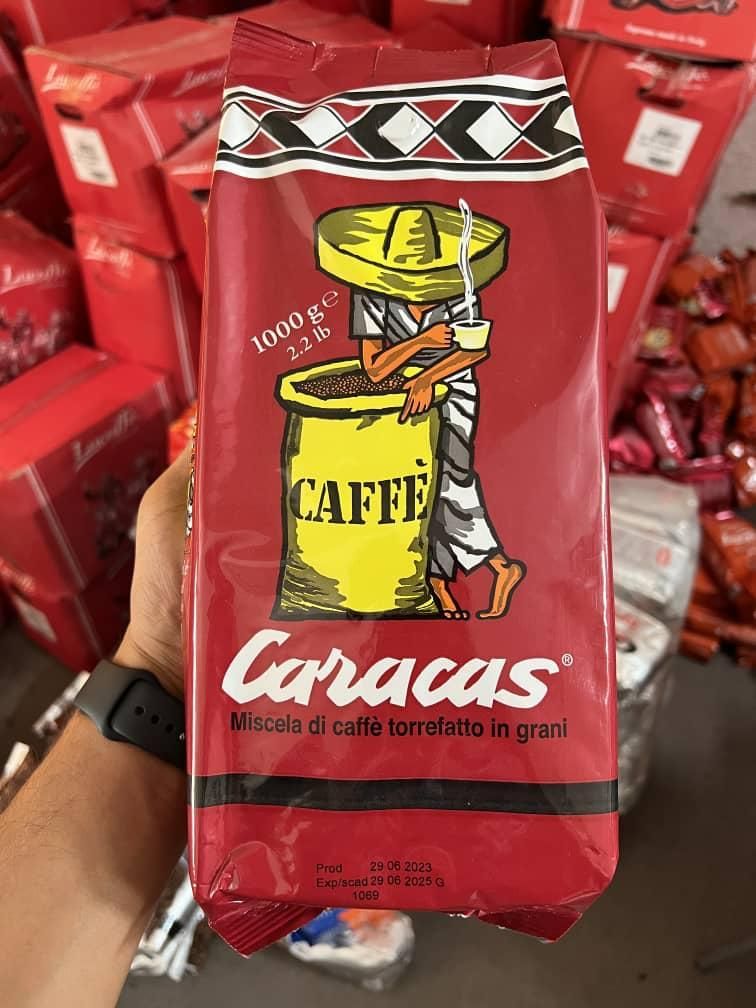 1000 g e
2.2 lb
CAFFÈ
Caracas®
Miscela di caffè torrefatto in grani
Prod 29 06 2023
Exp/scad 29 06 2025 G
1069